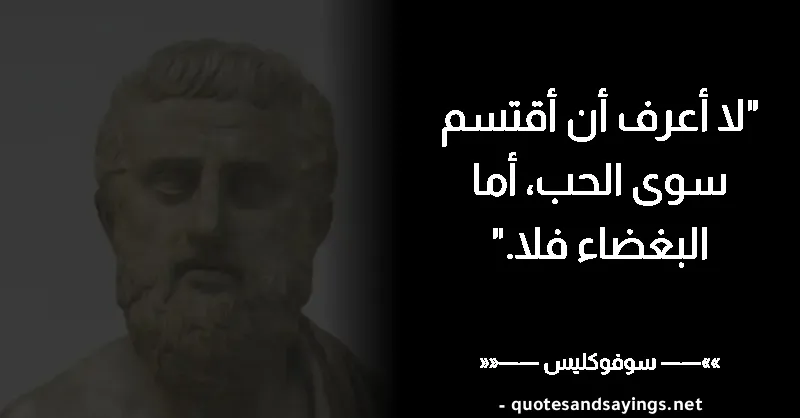 "لا أعرف أن أقتسم
سوى الحب، أما
البغضاء فلا."
»»—— سوفوكليس ——««
- quotesandsayings.net